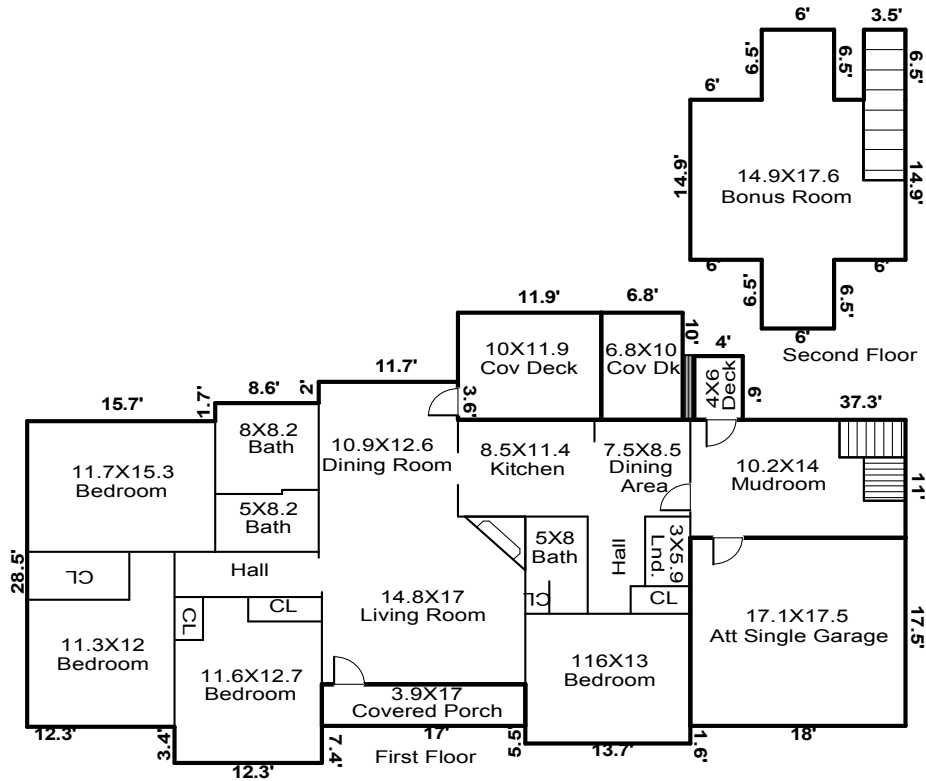 6'
3.5'
6.5'
6.5'
6.5'
6'
14.9'
14.9'
14.9X17.6
Bonus Room
6'
6'
6.5'
6.5'
6'
Second Floor
11.9'
6.8'
10'
4'
6'
10X11.9
Cov Deck
6.8X10
Cov Dk
4X6
Deck
37.3'
11.7'
2'
8.6'
1.7'
15.7'
3.6'
8X8.2
Bath
10.9X12.6
Dining Room
8.5X11.4
Kitchen
7.5X8.5
Dining
Area
10.2X14
Mudroom
11'
11.7X15.3
Bedroom
5X8.2
Bath
5X8
Bath
Hall
3X5.9
Lnd.
28.5'
CL
Hall
CL
CL
CL
CL
14.8X17
Living Room
17.1X17.5
Att Single Garage
17.5'
11.3X12
Bedroom
11.6X12.7
Bedroom
116X13
Bedroom
3.9X17
Covered Porch
12.3'
3.4'
12.3'
7.4'
17'
5.5'
13.7'
1.6'
18'
First Floor